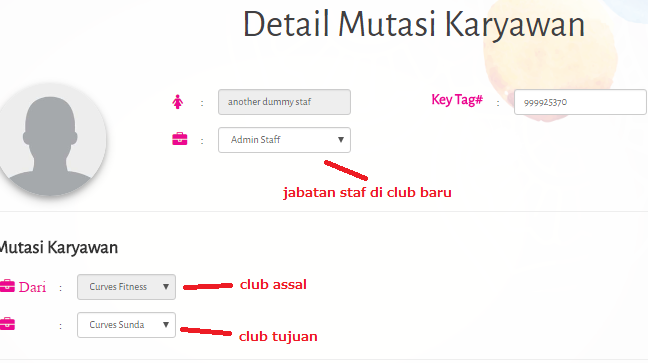 Detail Mutasi Karyawan
: another dummy staf Key Tag# : 999925370
: Admin Staff
jabatan staf di club baru
Mutasi Karyawan
Dari : Curves Fitness club assal
: Curves Sunda club tujuan